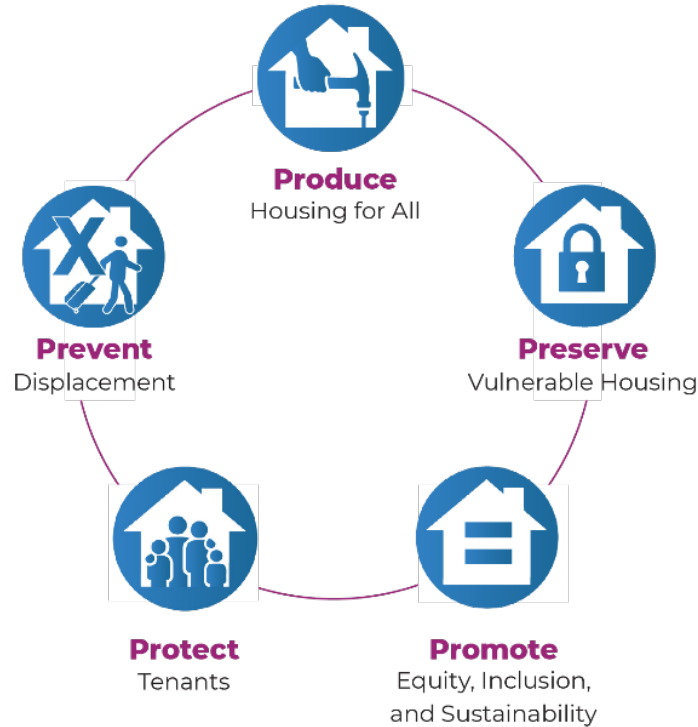 Produce
Housing for All
X
Prevent
Displacement
Preserve
Vulnerable Housing
Protect
Tenants
Promote
Equity, Inclusion,
and Sustainability